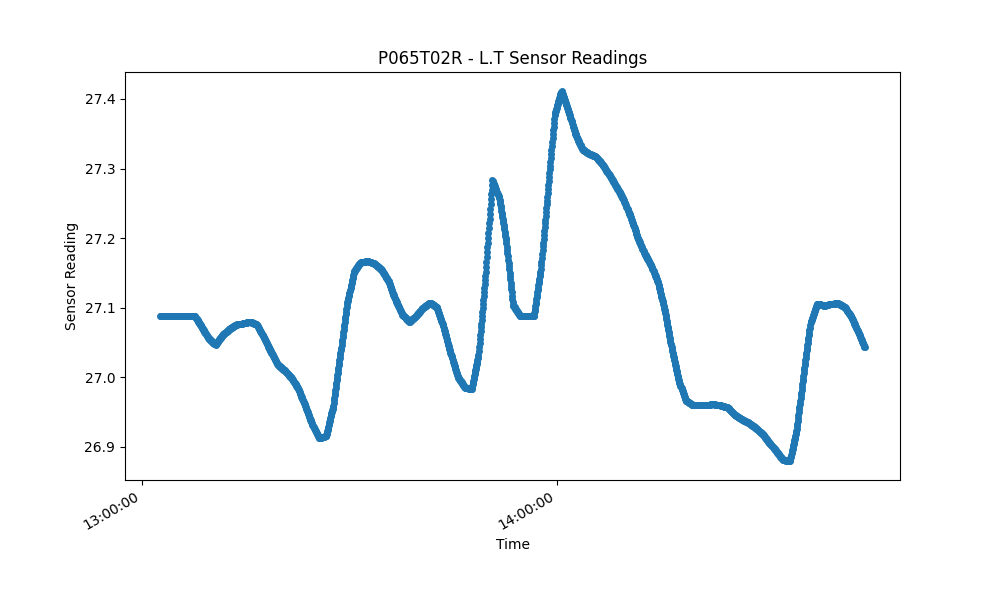 P065T02R - L.T Sensor Readings
27.4
27.3
27.2
27.1
27.0
26.9
Sensor Reading
13:00:00
14:00:00
Time